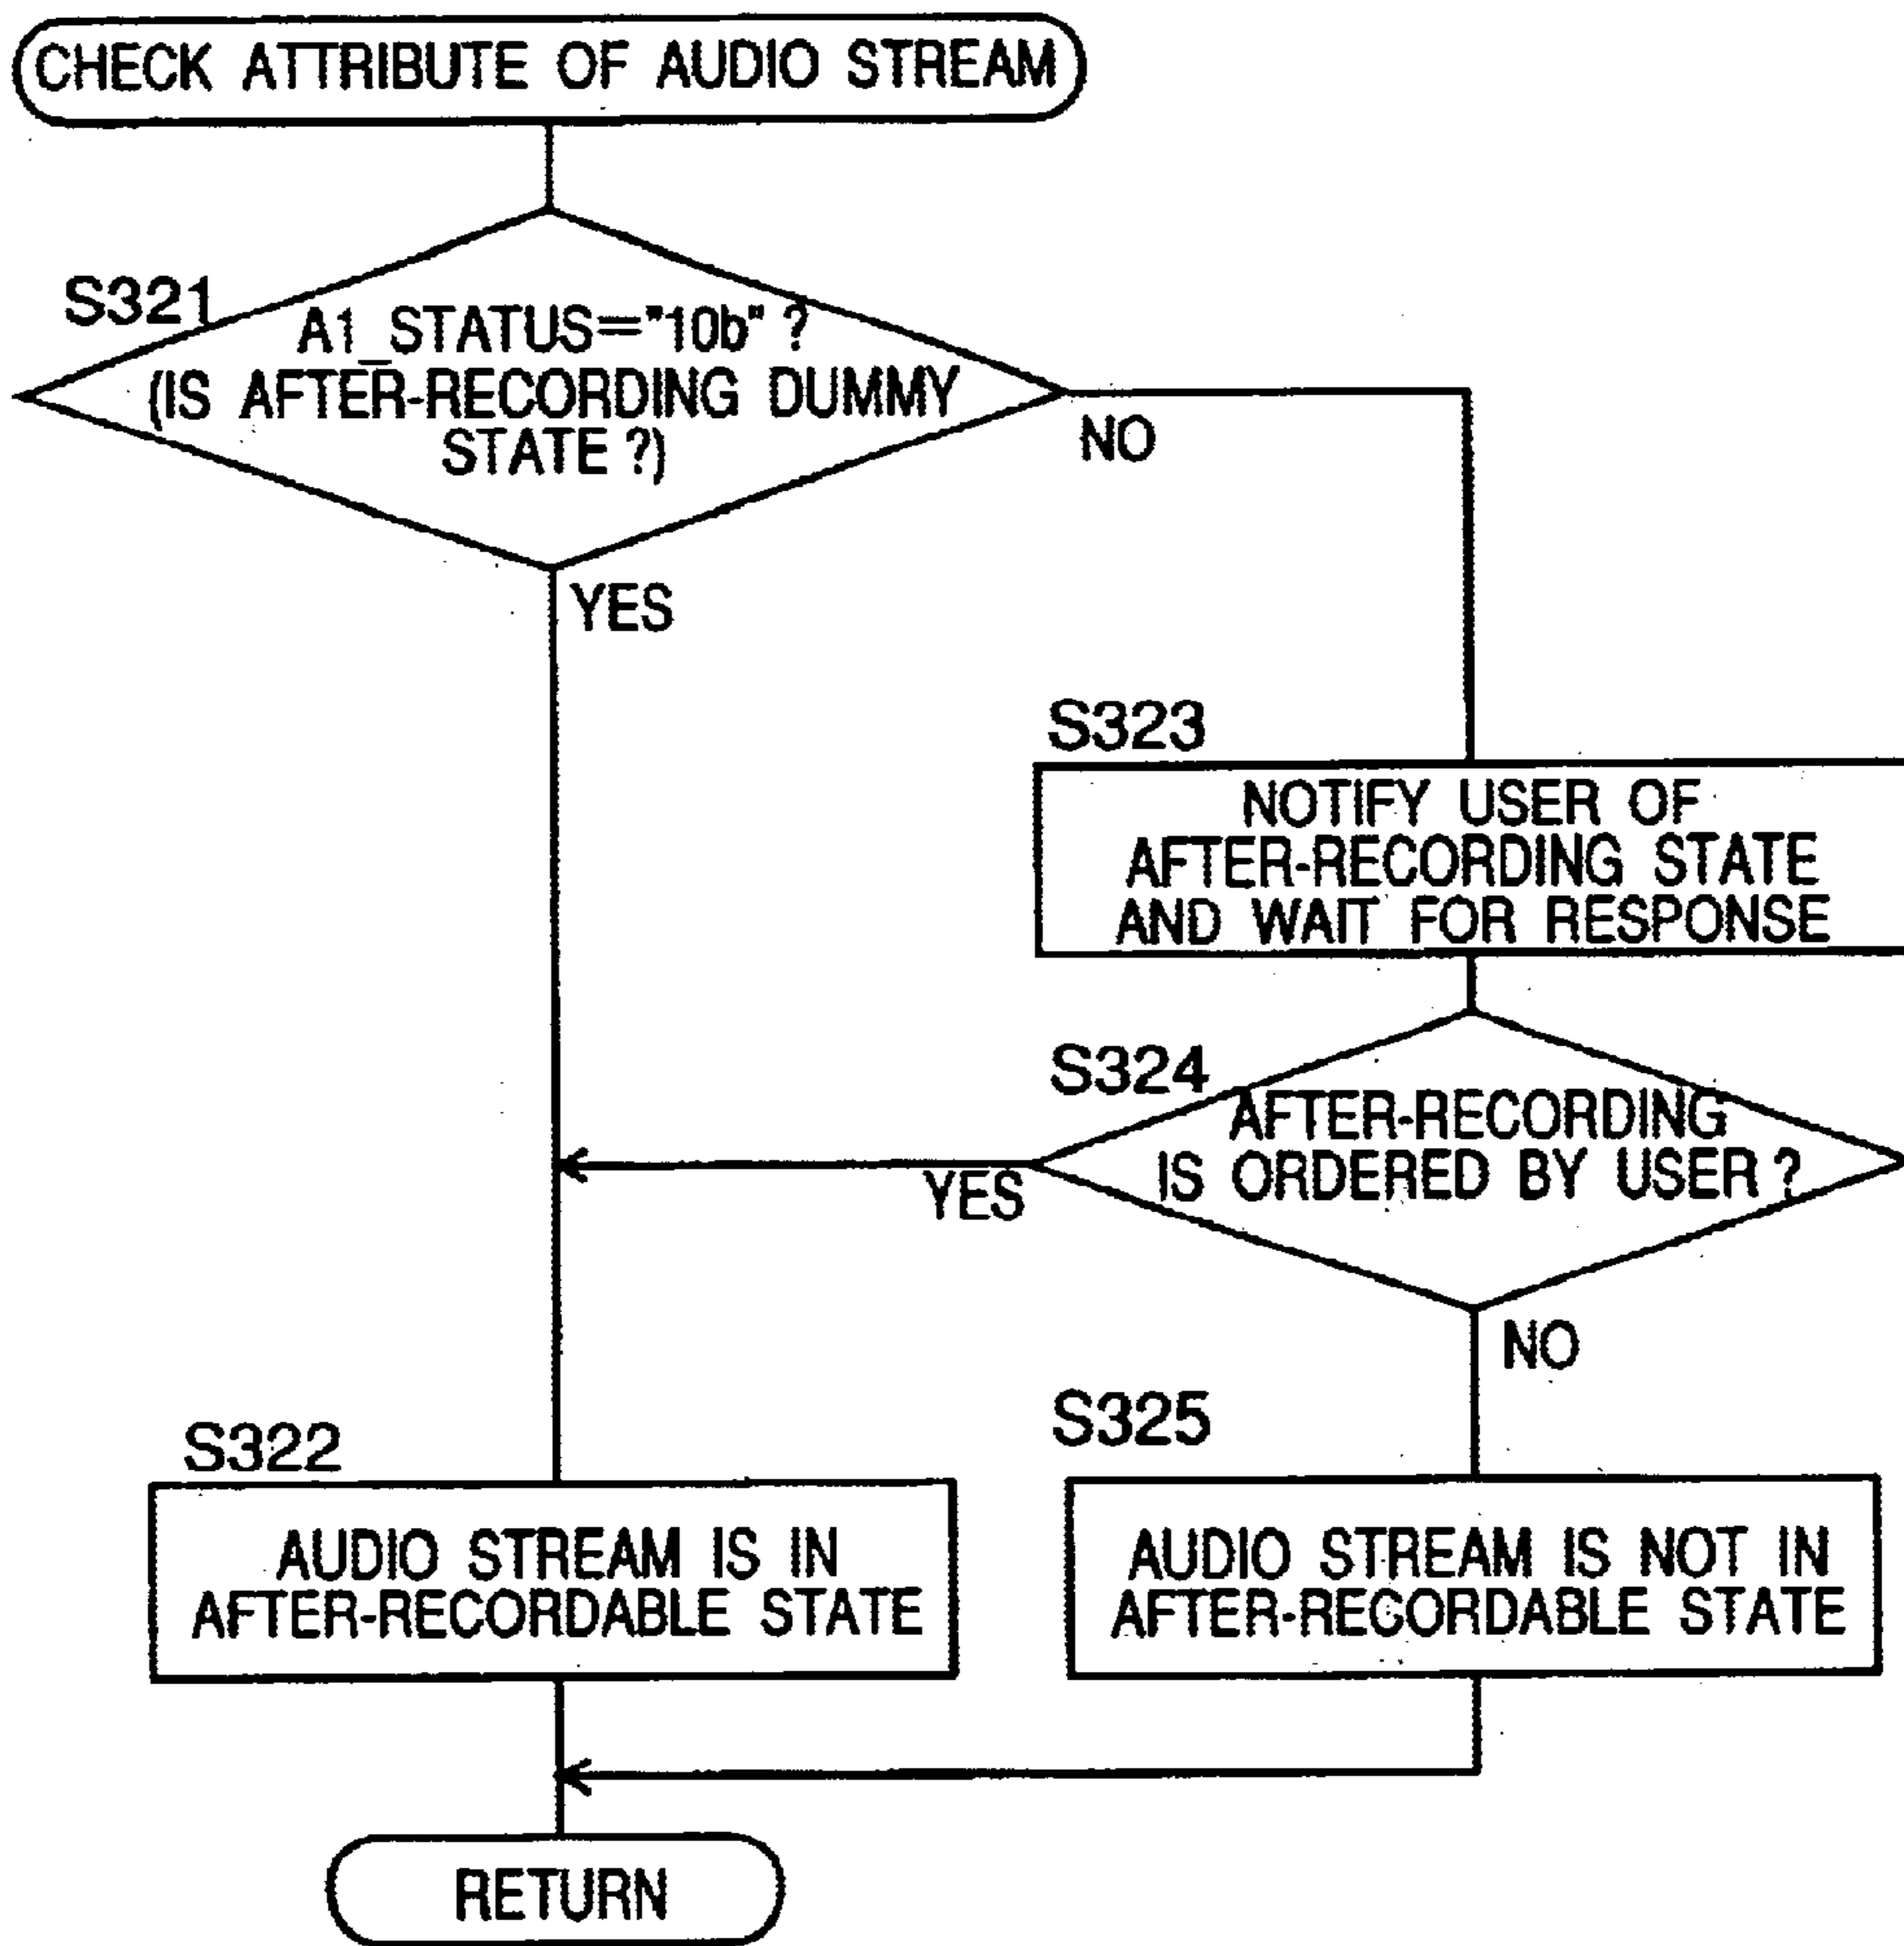 CHECK ATTRIBUTE OF AUDIO STREAM
S321
A1_STATUS="10b" ?
(IS AFTER-RECORDING DUMMY
STATE ?)
NO
YES
S323
NOTIFY USER OF
AFTER-RECORDING STATE
AND WAIT FOR RESPONSE
S324
AFTER-RECORDING
IS ORDERED BY USER ?
YES
NO
S322
AUDIO STREAM IS IN
AFTER-RECORDABLE STATE
S325
AUDIO STREAM IS NOT IN
AFTER-RECORDABLE STATE
RETURN